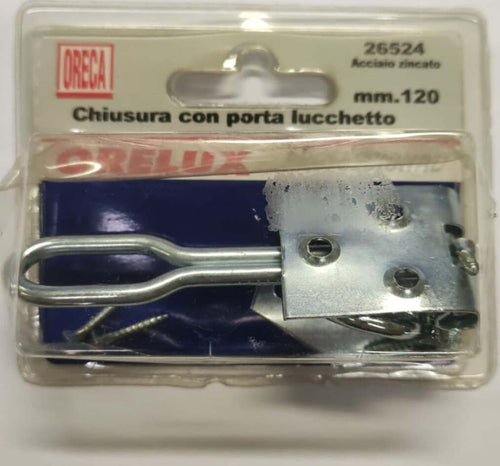 ORECA
26524
Acciaio zincato
mm.120
Chiusura con porta lucchetto
ORELUX